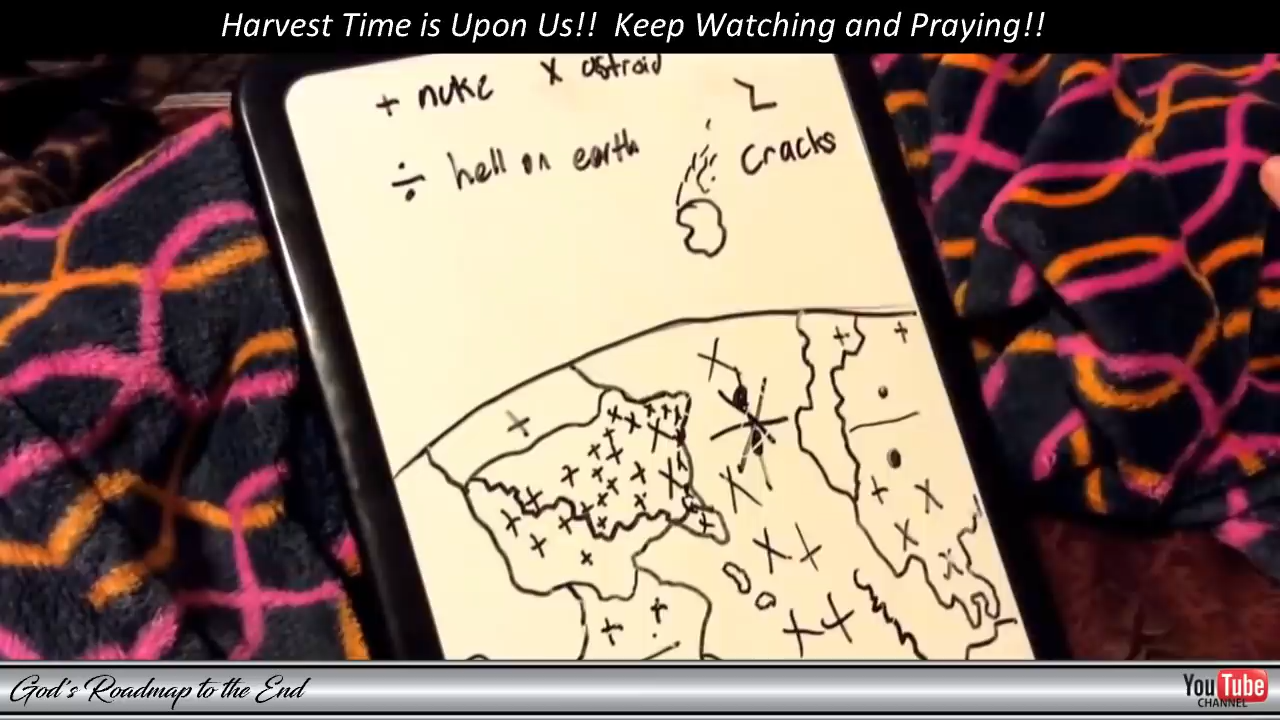 Harvest Time is Upon Us!! Keep Watching and Praying!!
+ nuke X astroid
÷ hell on earth
cracks
God's Roadmap to the End
YouTube
CHANNEL